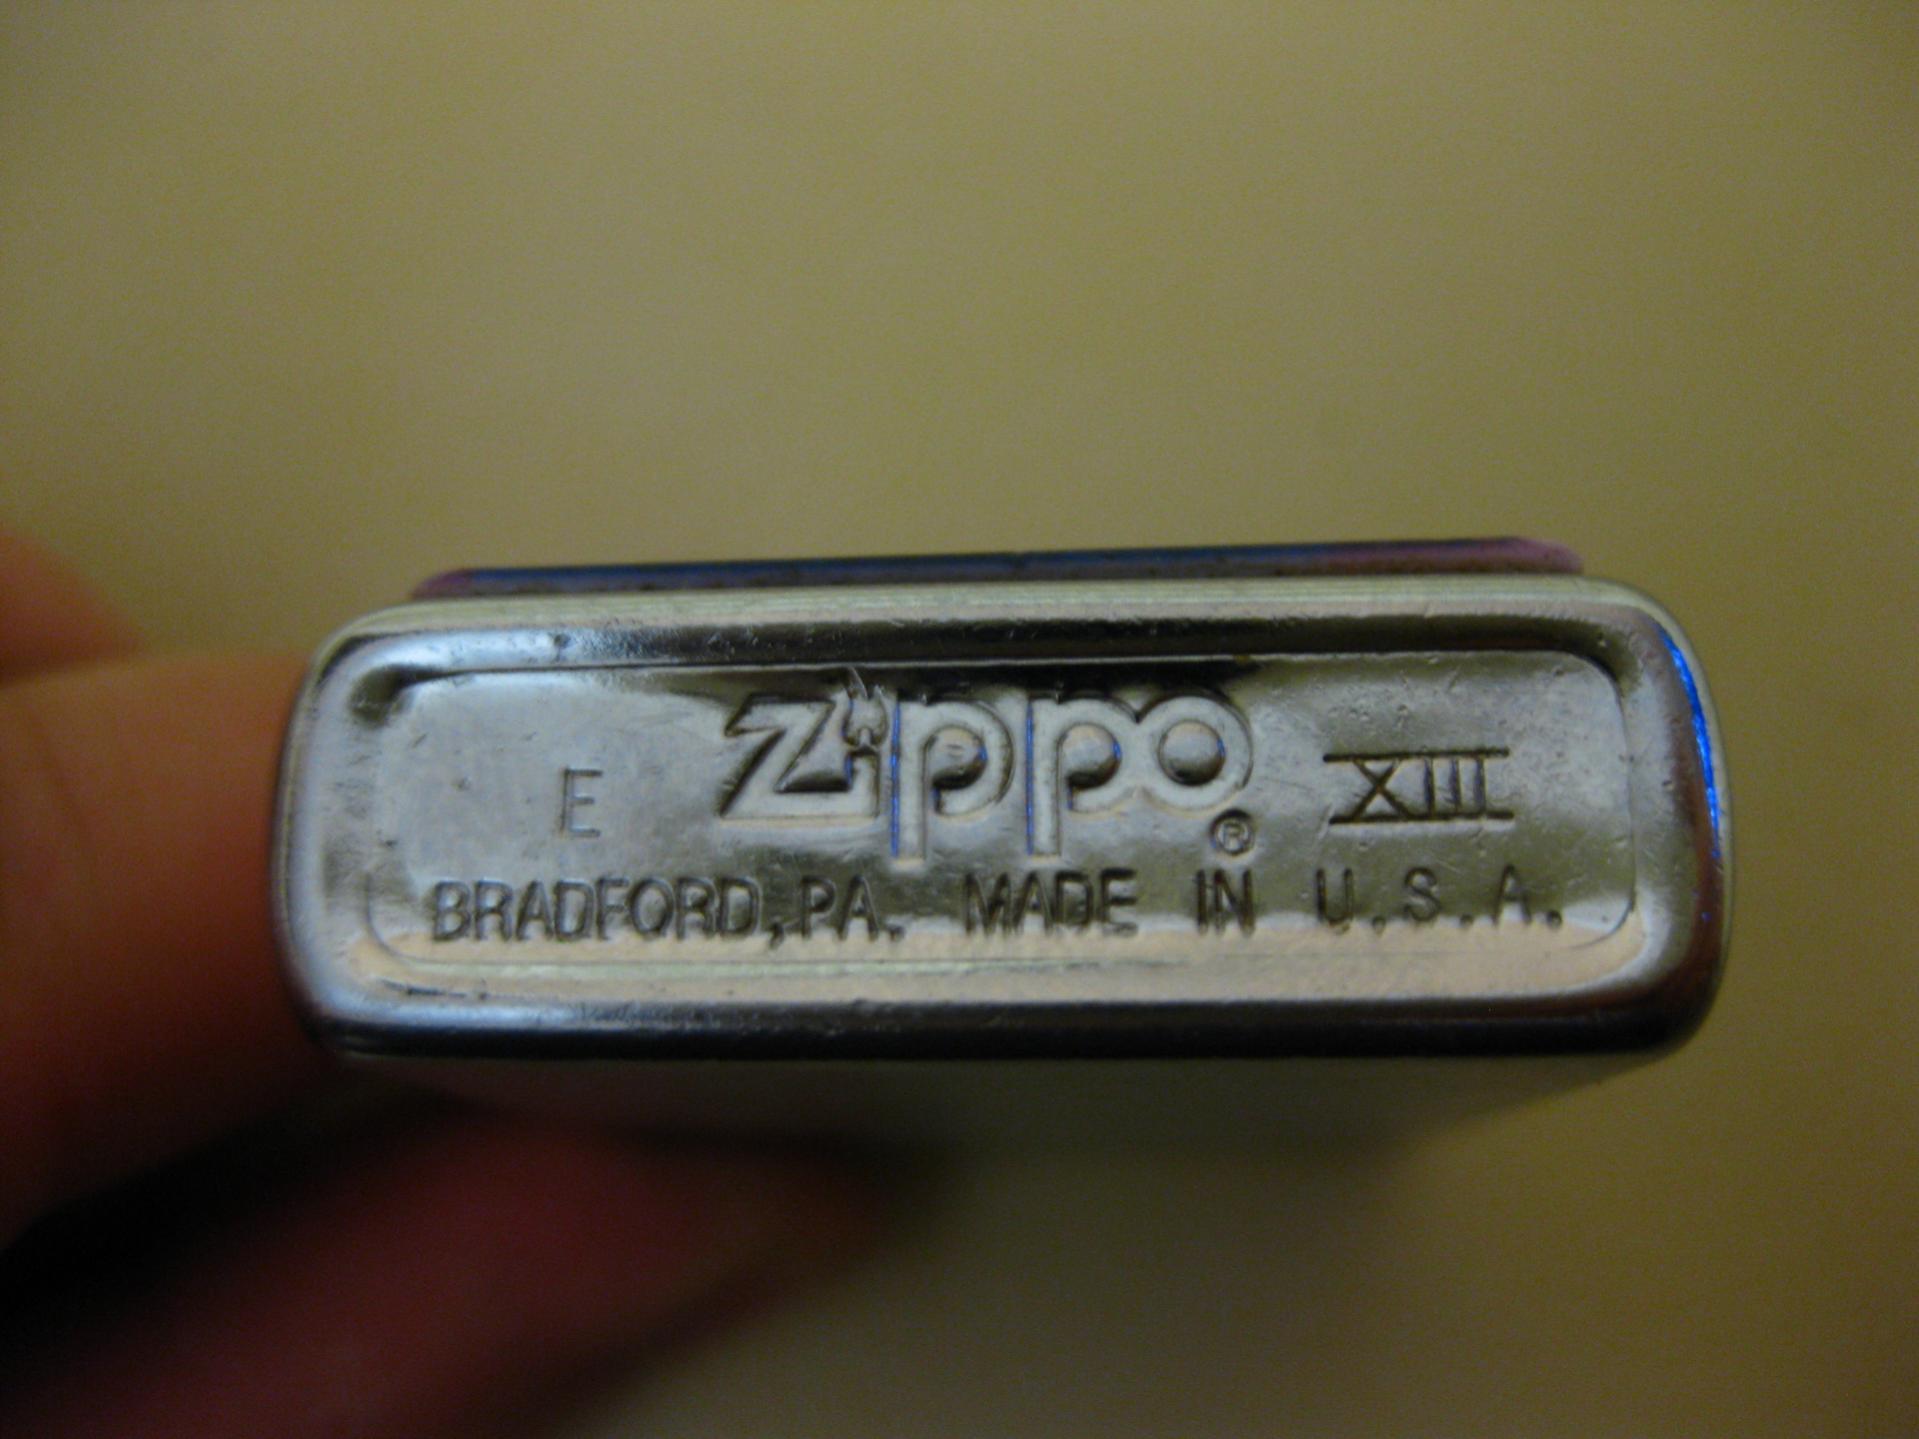 E Zippo ® XIII
BRADFORD, PA. MADE IN U.S.A.